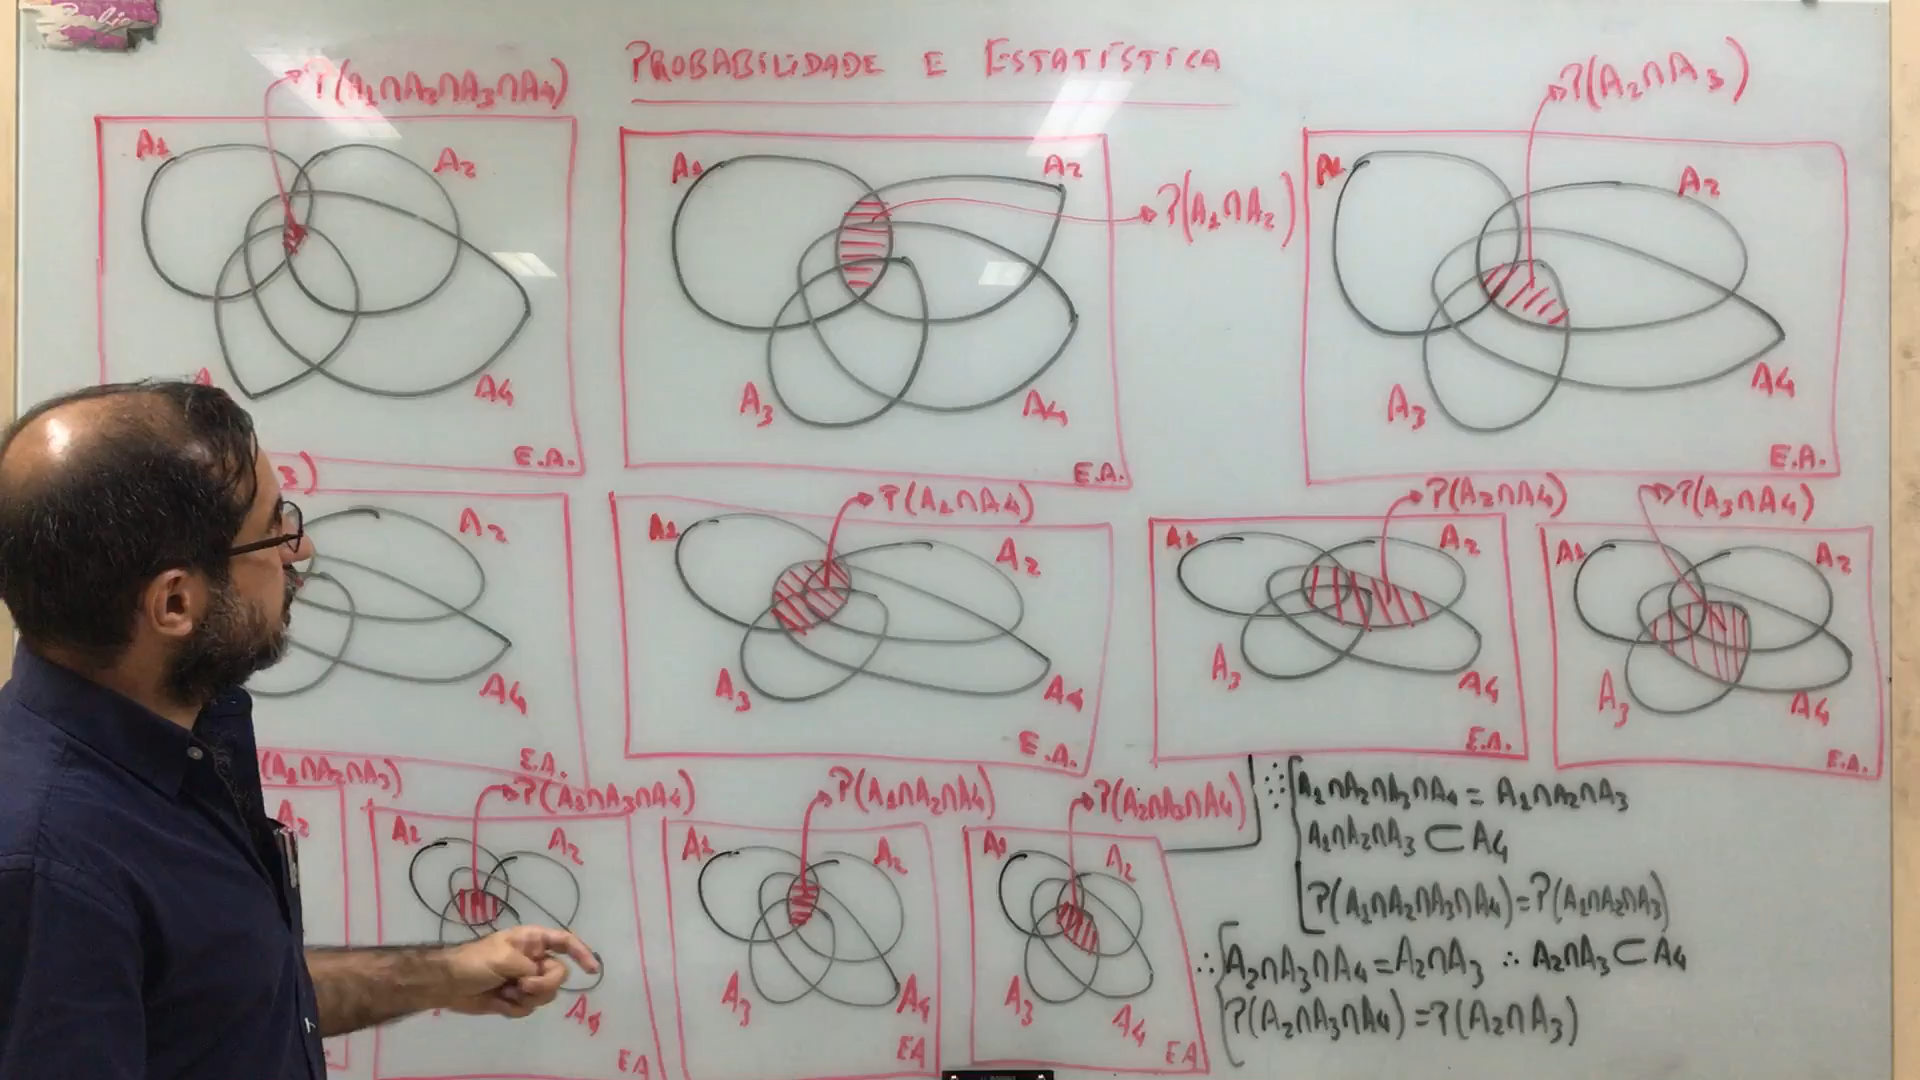 PROBABILIDADE E ESTATÍSTICA
P(A1∩A2∩A3∩A4)
A1
A2
A4
E.A.
A1
A2
P(A1∩A2)
A3
A4
E.A.
P(A2∩A3)
A1
A2
A3
A4
E.A.
3)
A2
A4
E.A.
P(A1∩A4)
A1
A2
A3
A4
E.A.
P(A2∩A4)
A1
A2
A3
A4
E.A.
P(A3∩A4)
A1
A2
A3
A4
E.A.
(A1∩A2∩A3)
A2
P(A1∩A3∩A4)
A1
A2
A4
EA
P(A1∩A2∩A4)
A1
A2
A3
A4
EA
P(A2∩A3∩A4)
A1
A2
A3
A4
EA
∴ A1∩A2∩A3∩A4 = A1∩A2∩A3
A1∩A2∩A3 ⊂ A4
P(A1∩A2∩A3∩A4)=P(A1∩A2∩A3)
∴ A2∩A3∩A4=A2∩A3 ∴ A2∩A3⊂A4
P(A2∩A3∩A4)=P(A2∩A3)